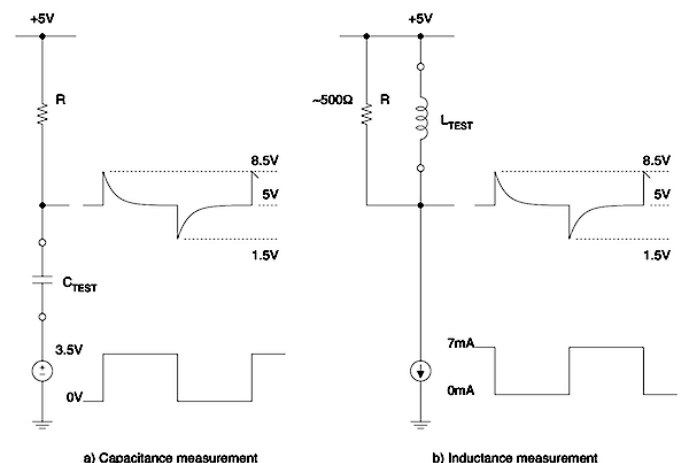 +5V
R
8.5V
5V
1.5V
CTEST
3.5V
0V
a) Capacitance measurement
+5V
~500Ω
R
LTEST
8.5V
5V
1.5V
7mA
0mA
b) Inductance measurement